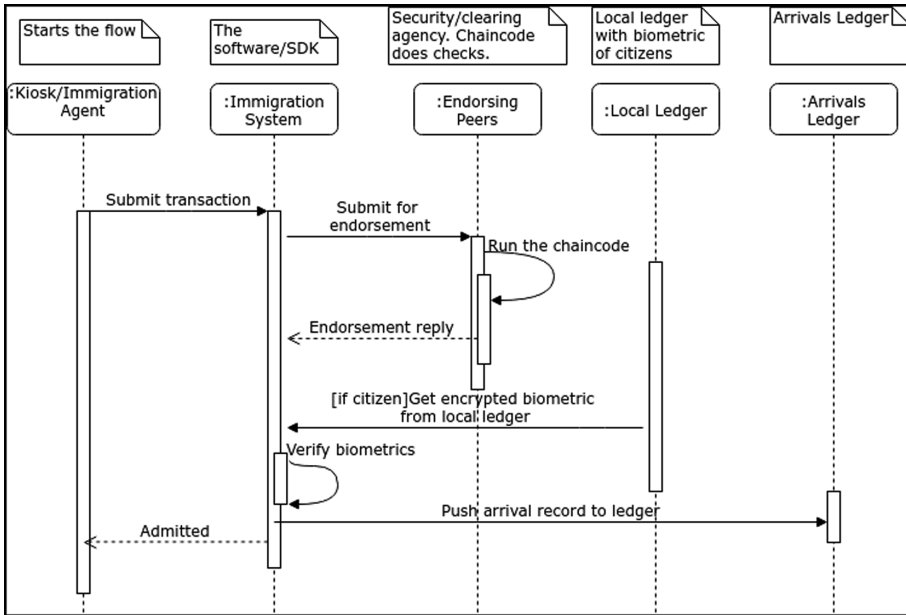 Starts the flow
The
software/SDK
Security/clearing
agency. Chaincode
does checks.
Local ledger
with biometric
of citizens
Arrivals Ledger
:Kiosk/Immigration
Agent
:Immigration
System
:Endorsing
Peers
:Local Ledger
:Arrivals
Ledger
Submit transaction
Submit for
endorsement
Run the chaincode
Endorsement reply
[if citizen]Get encrypted biometric
from local ledger
Verify biometrics
Push arrival record to ledger
Admitted